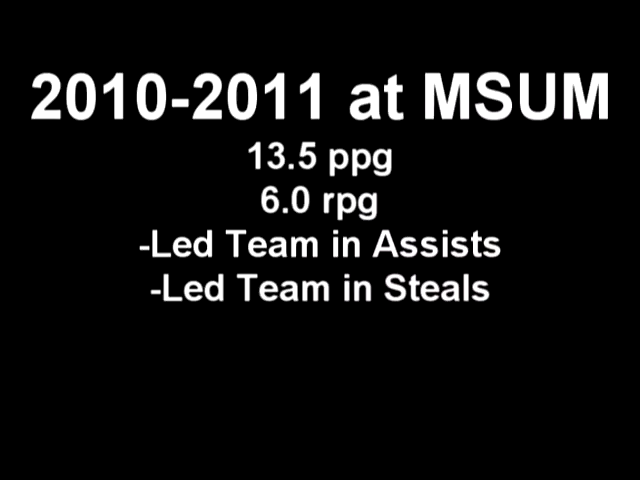 2010-2011 at MSUM
13.5 ppg
6.0 rpg
-Led Team in Assists
-Led Team in Steals